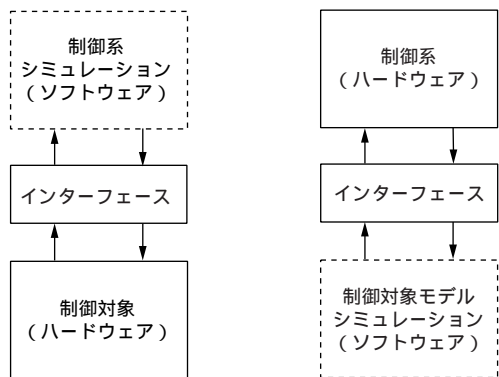 制御系
シミュレーション
（ソフトウェア）
インターフェース
制御対象
（ハードウェア）
制御系
（ハードウェア）
インターフェース
制御対象モデル
シミュレーション
（ソフトウェア）